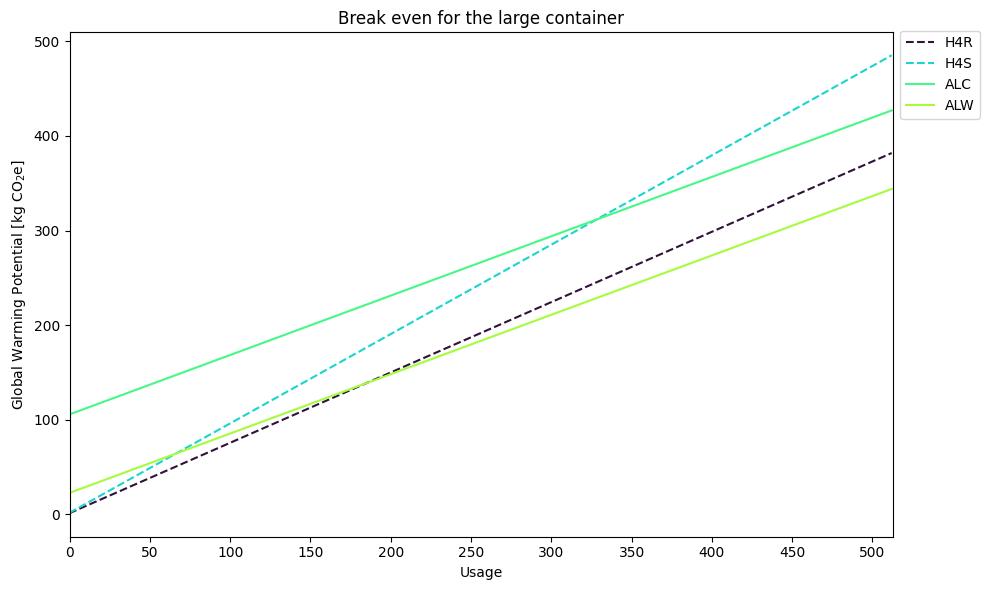 Break even for the large container
Global Warming Potential [kg CO₂e]
500
400
300
200
100
0
0 50 100 150 200 250 300 350 400 450 500
Usage
H4R
H4S
ALC
ALW